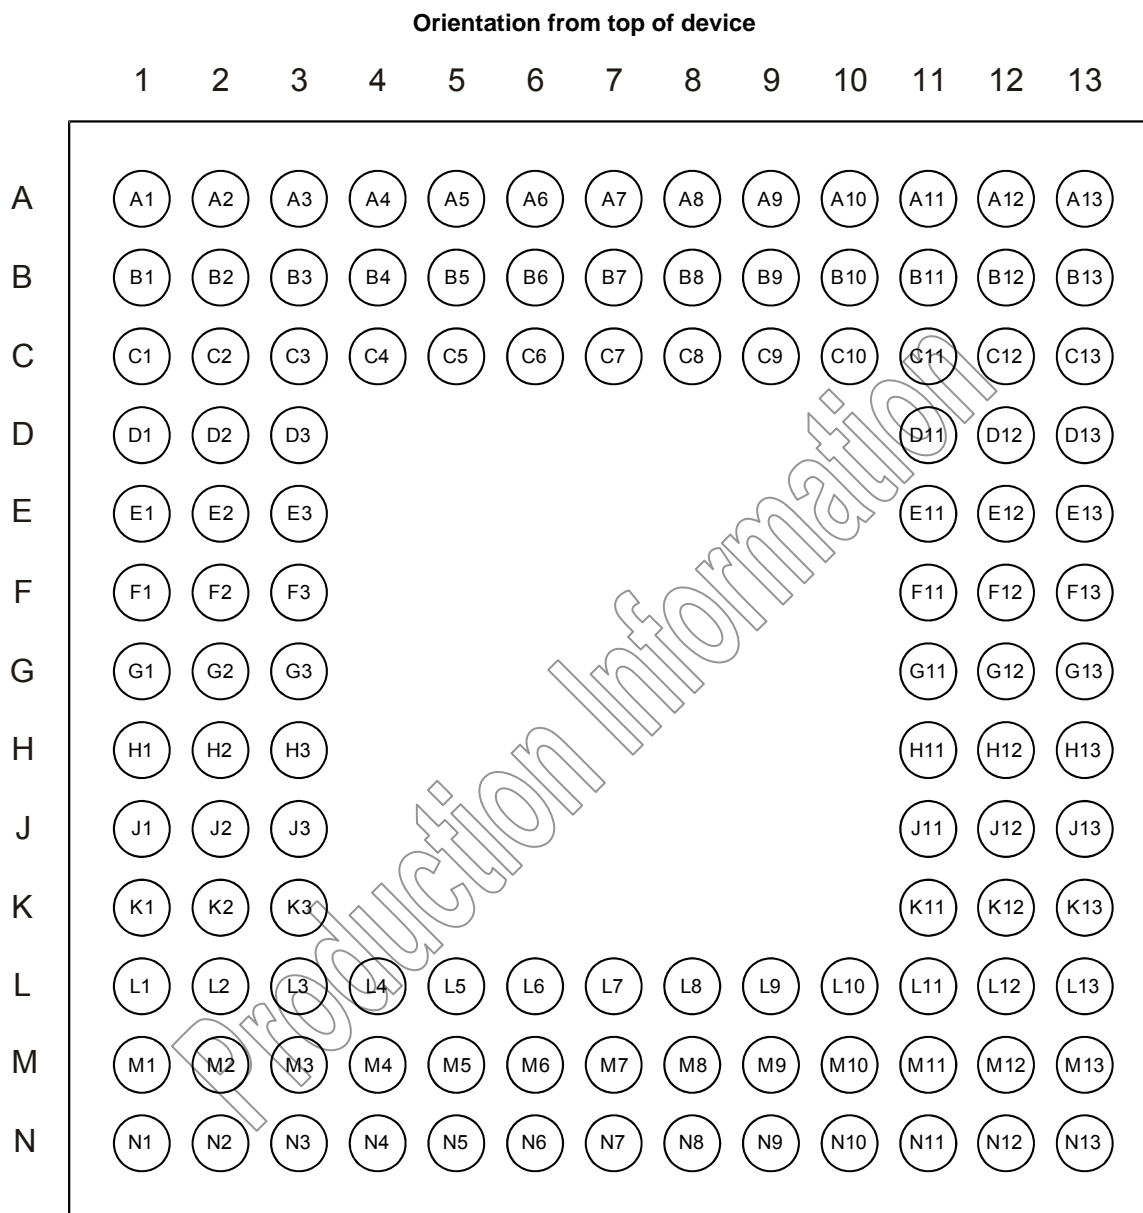 Orientation from top of device
1 2 3 4 5 6 7 8 9 10 11 12 13
A A1 A2 A3 A4 A5 A6 A7 A8 A9 A10 A11 A12 A13
B B1 B2 B3 B4 B5 B6 B7 B8 B9 B10 B11 B12 B13
C C1 C2 C3 C4 C5 C6 C7 C8 C9 C10 C11 C12 C13
D D1 D2 D3 D11 D12 D13
E E1 E2 E3 E11 E12 E13
F F1 F2 F3 F11 F12 F13
G G1 G2 G3 G11 G12 G13
H H1 H2 H3 H11 H12 H13
J J1 J2 J3 J11 J12 J13
K K1 K2 K3 K11 K12 K13
L L1 L2 L3 L4 L5 L6 L7 L8 L9 L10 L11 L12 L13
M M1 M2 M3 M4 M5 M6 M7 M8 M9 M10 M11 M12 M13
N N1 N2 N3 N4 N5 N6 N7 N8 N9 N10 N11 N12 N13
Production Information